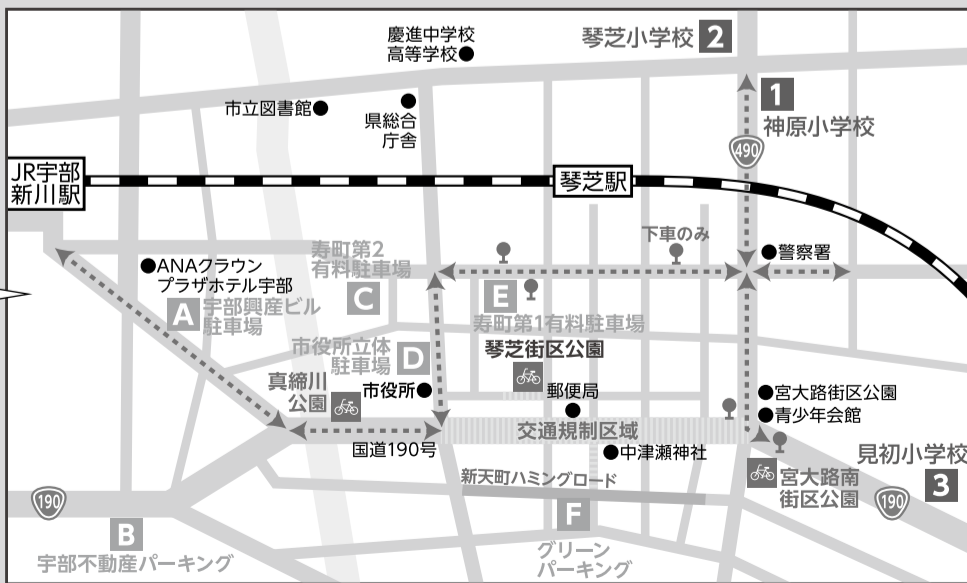 慶進中学校
高等学校
琴芝小学校 2
市立図書館
県総合
庁舎
1
神原小学校
490
JR宇部
新川駅
琴芝駅
下車のみ
警察署
寿町第2
有料駐車場
C
ANAクラウン
プラザホテル宇部
A 宇部興産ビル
駐車場
E
寿町第1有料駐車場
市役所立体
駐車場 D
琴芝街区公園
真締川
公園
市役所
郵便局
宮大路街区公園
青少年会館
交通規制区域
国道190号
中津瀬神社
見初小学校
3
新天町ハミングロード
宮大路南
街区公園
190
190
B
宇部不動産パーキング
F
グリーン
パーキング